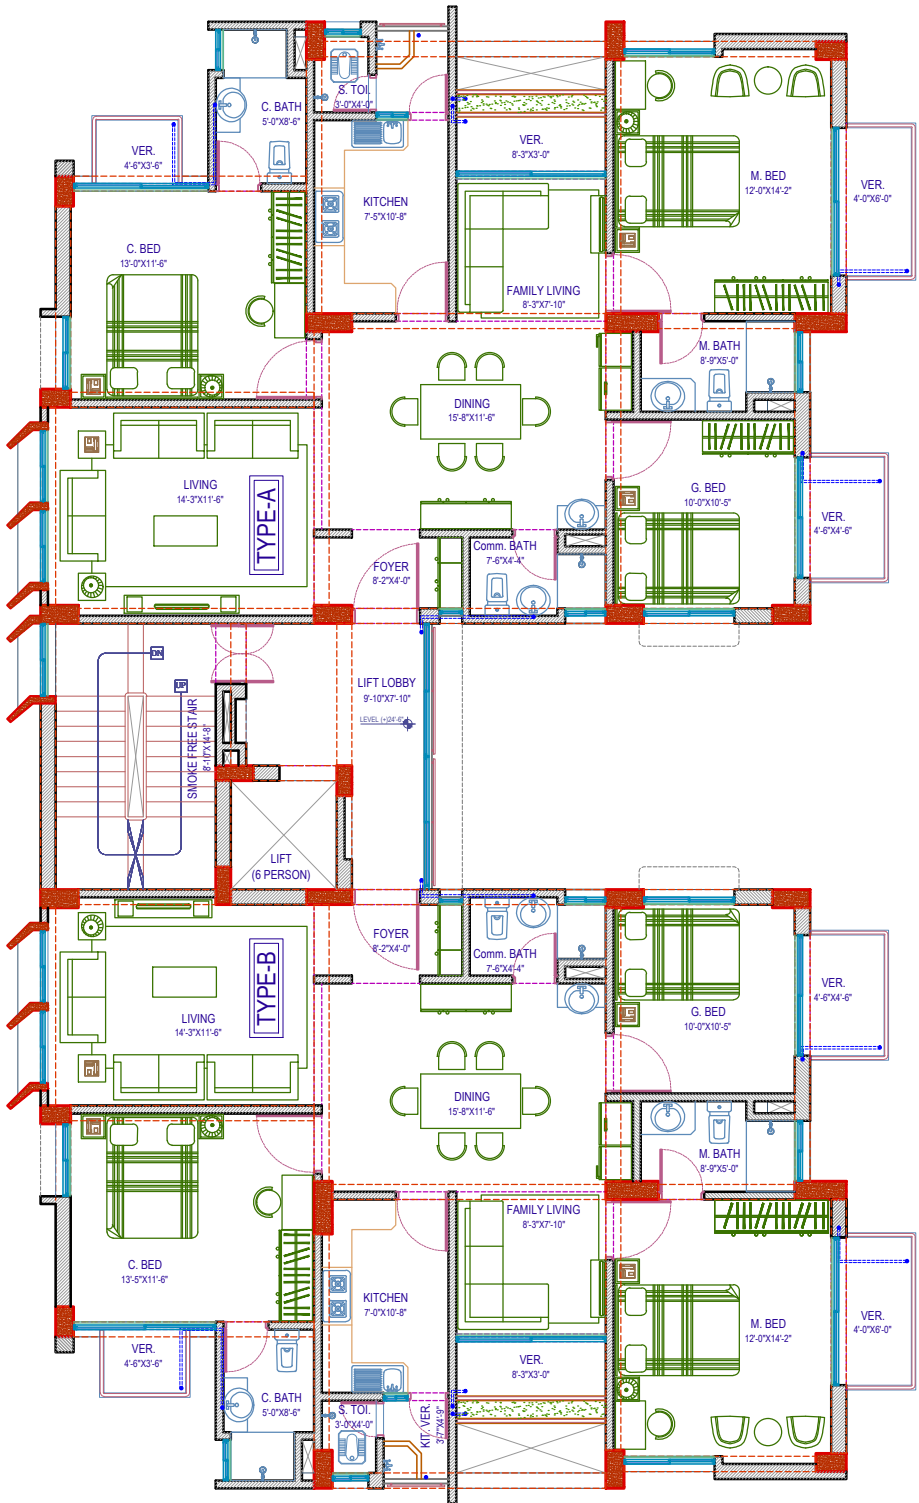 S. TOI.
3'-0"X4'-0"
C. BATH
5'-0"X8'-6"
VER.
4'-6"X3'-6"
VER.
8'-3"X3'-0"
M. BED
12'-0"X14'-2"
VER.
4'-0"X6'-0"
KITCHEN
7'-5"X10'-8"
C. BED
13'-0"X11'-6"
FAMILY LIVING
8'-3"X7'-10"
M. BATH
8'-9"X5'-0"
DINING
15'-8"X11'-6"
LIVING
14'-3"X11'-6"
TYPE-A
G. BED
10'-0"X10'-5"
VER.
4'-6"X4'-6"
Comm. BATH
7'-6"X4'-4"
FOYER
8'-2"X4'-0"
DN
UP
LIFT LOBBY
9'-10"X7'-10"
LEVEL (+)24'-6"
SMOKE FREE STAIR
8'-10"X14'-8"
LIFT
(6 PERSON)
FOYER
8'-2"X4'-0"
Comm. BATH
7'-6"X4'-4"
TYPE-B
VER.
4'-6"X4'-6"
LIVING
14'-3"X11'-6"
G. BED
10'-0"X10'-5"
DINING
15'-8"X11'-6"
M. BATH
8'-9"X5'-0"
FAMILY LIVING
8'-3"X7'-10"
C. BED
13'-5"X11'-6"
KITCHEN
7'-0"X10'-8"
M. BED
12'-0"X14'-2"
VER.
4'-0"X6'-0"
VER.
4'-6"X3'-6"
VER.
8'-3"X3'-0"
C. BATH
5'-0"X8'-6"
S. TOI.
3'-0"X4'-0"
KIT. VER.
3'-7"X4'-9"